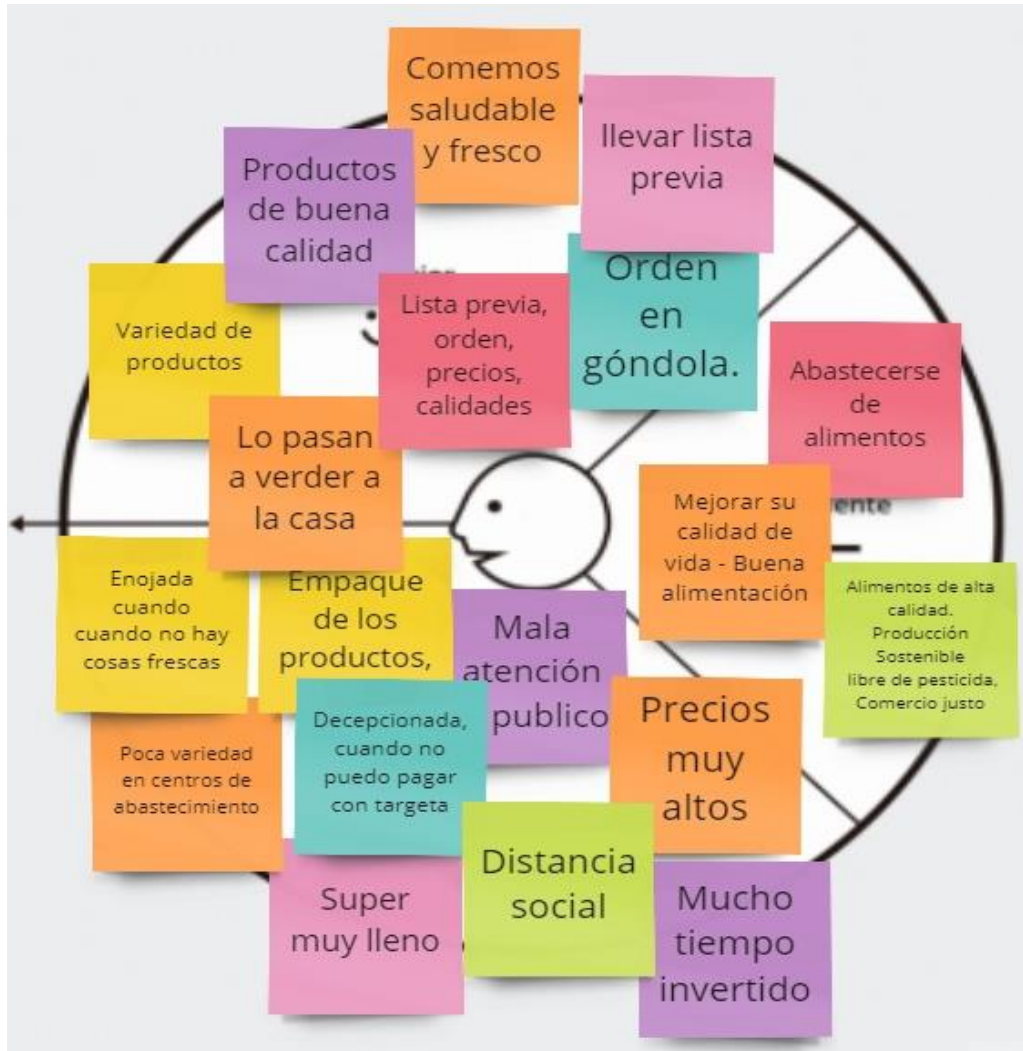 Comemos
saludable
y fresco
llevar lista
previa
Productos
de buena
calidad
Orden
en
góndola.
Variedad de
productos
Lista previa,
orden,
precios,
calidades
Abastecerse
de
alimentos
Lo pasan
a verder a
la casa
Mejorar su
calidad de
vida - Buena
alimentación
Enojada
cuando
cuando no hay
cosas frescas
Empaque
de los
productos,
Mala
atención
publico
Alimentos de alta
calidad.
Producción
Sostenible
libre de pesticida,
Comercio justo
Poca variedad
en centros de
abastecimiento
Decepcionada,
cuando no
puedo pagar
con targeta
Precios
muy
altos
Super
muy lleno
Distancia
social
Mucho
tiempo
invertido